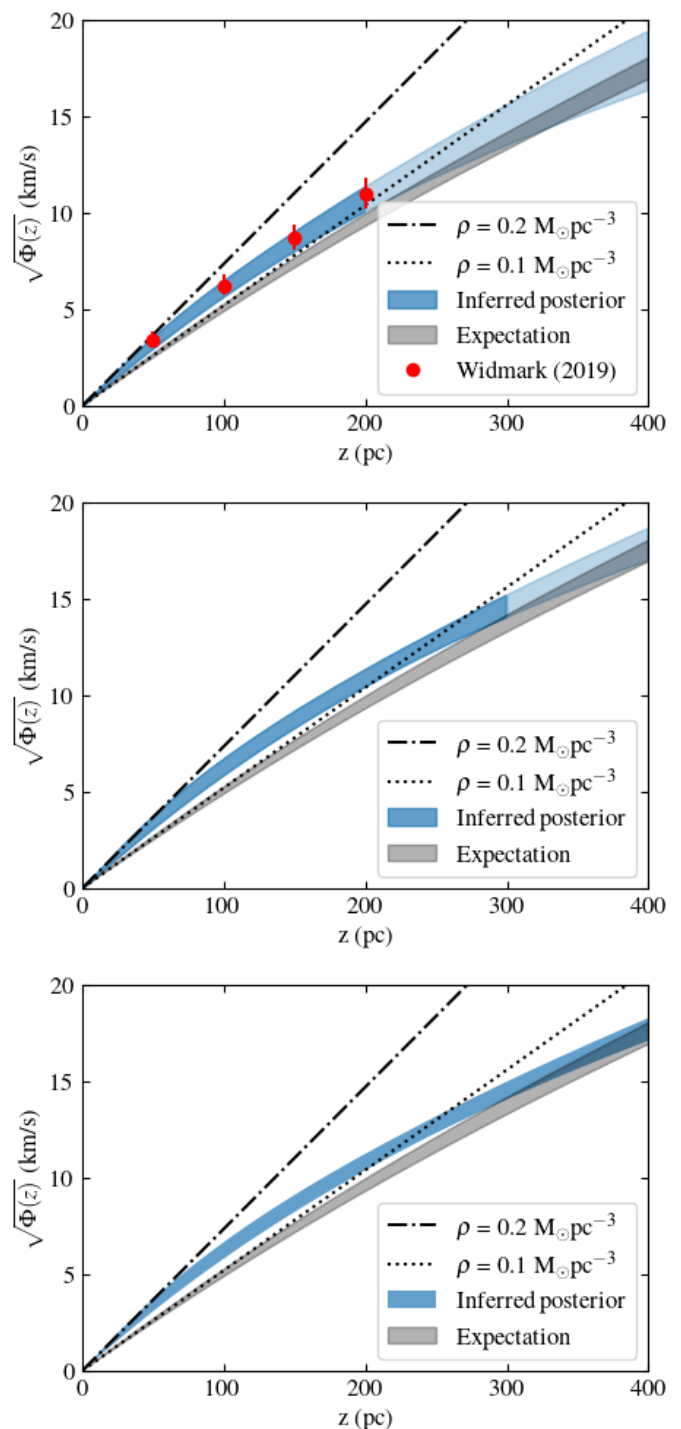 20
15
10
5
0
√Φ(z) (km/s)
ρ = 0.2 M☉pc⁻³
ρ = 0.1 M☉pc⁻³
Inferred posterior
Expectation
Widmark (2019)
0 100 200 300 400
z (pc)
20
15
10
5
0
√Φ(z) (km/s)
ρ = 0.2 M☉pc⁻³
ρ = 0.1 M☉pc⁻³
Inferred posterior
Expectation
0 100 200 300 400
z (pc)
20
15
10
5
0
√Φ(z) (km/s)
ρ = 0.2 M☉pc⁻³
ρ = 0.1 M☉pc⁻³
Inferred posterior
Expectation
0 100 200 300 400
z (pc)